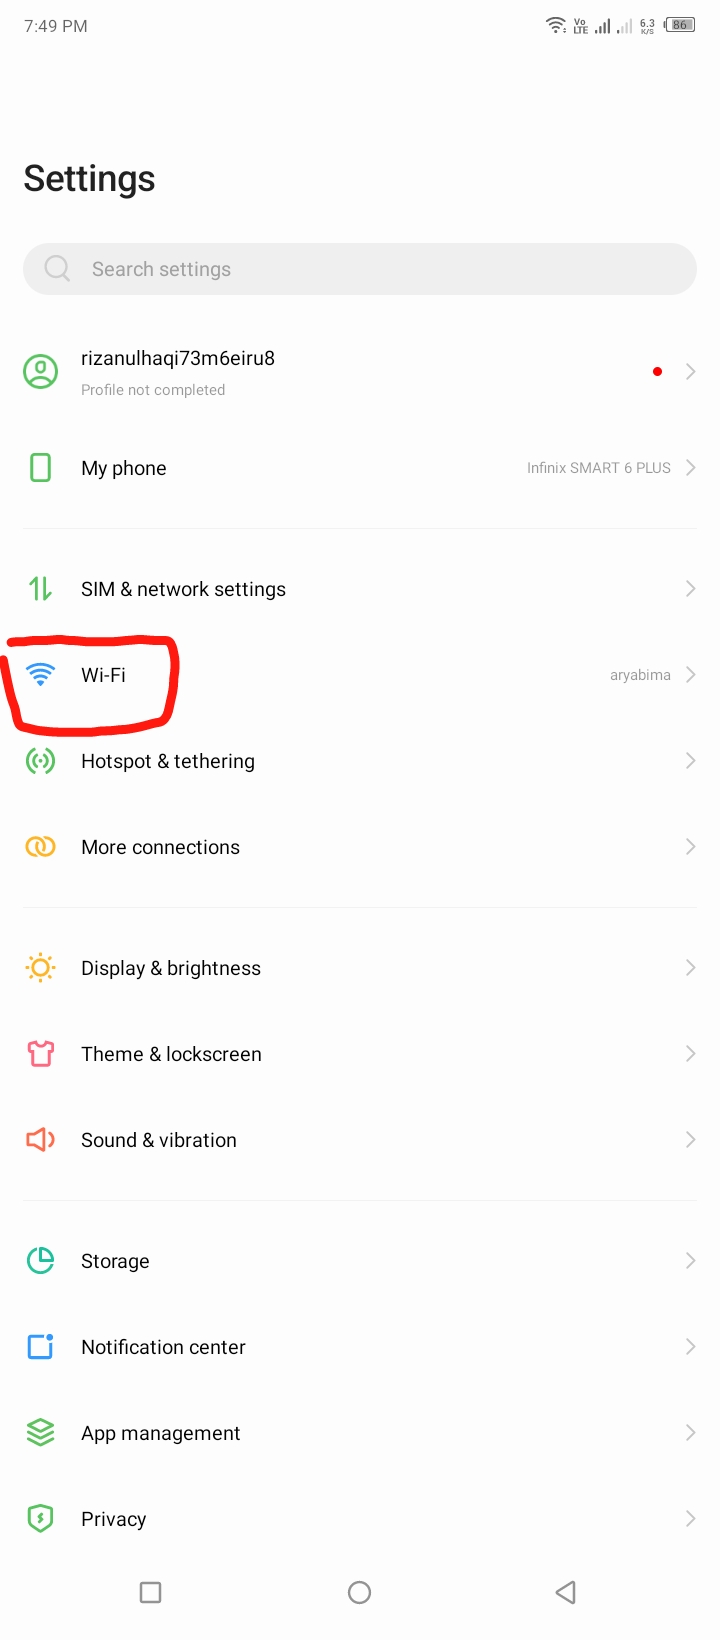 7:49 PM
Vo LTE 6.3 K/S 86
Settings
Search settings
rizanulhaqi73m6eiru8
Profile not completed
My phone Infinix SMART 6 PLUS
SIM & network settings
Wi-Fi aryabima
Hotspot & tethering
More connections
Display & brightness
Theme & lockscreen
Sound & vibration
Storage
Notification center
App management
Privacy